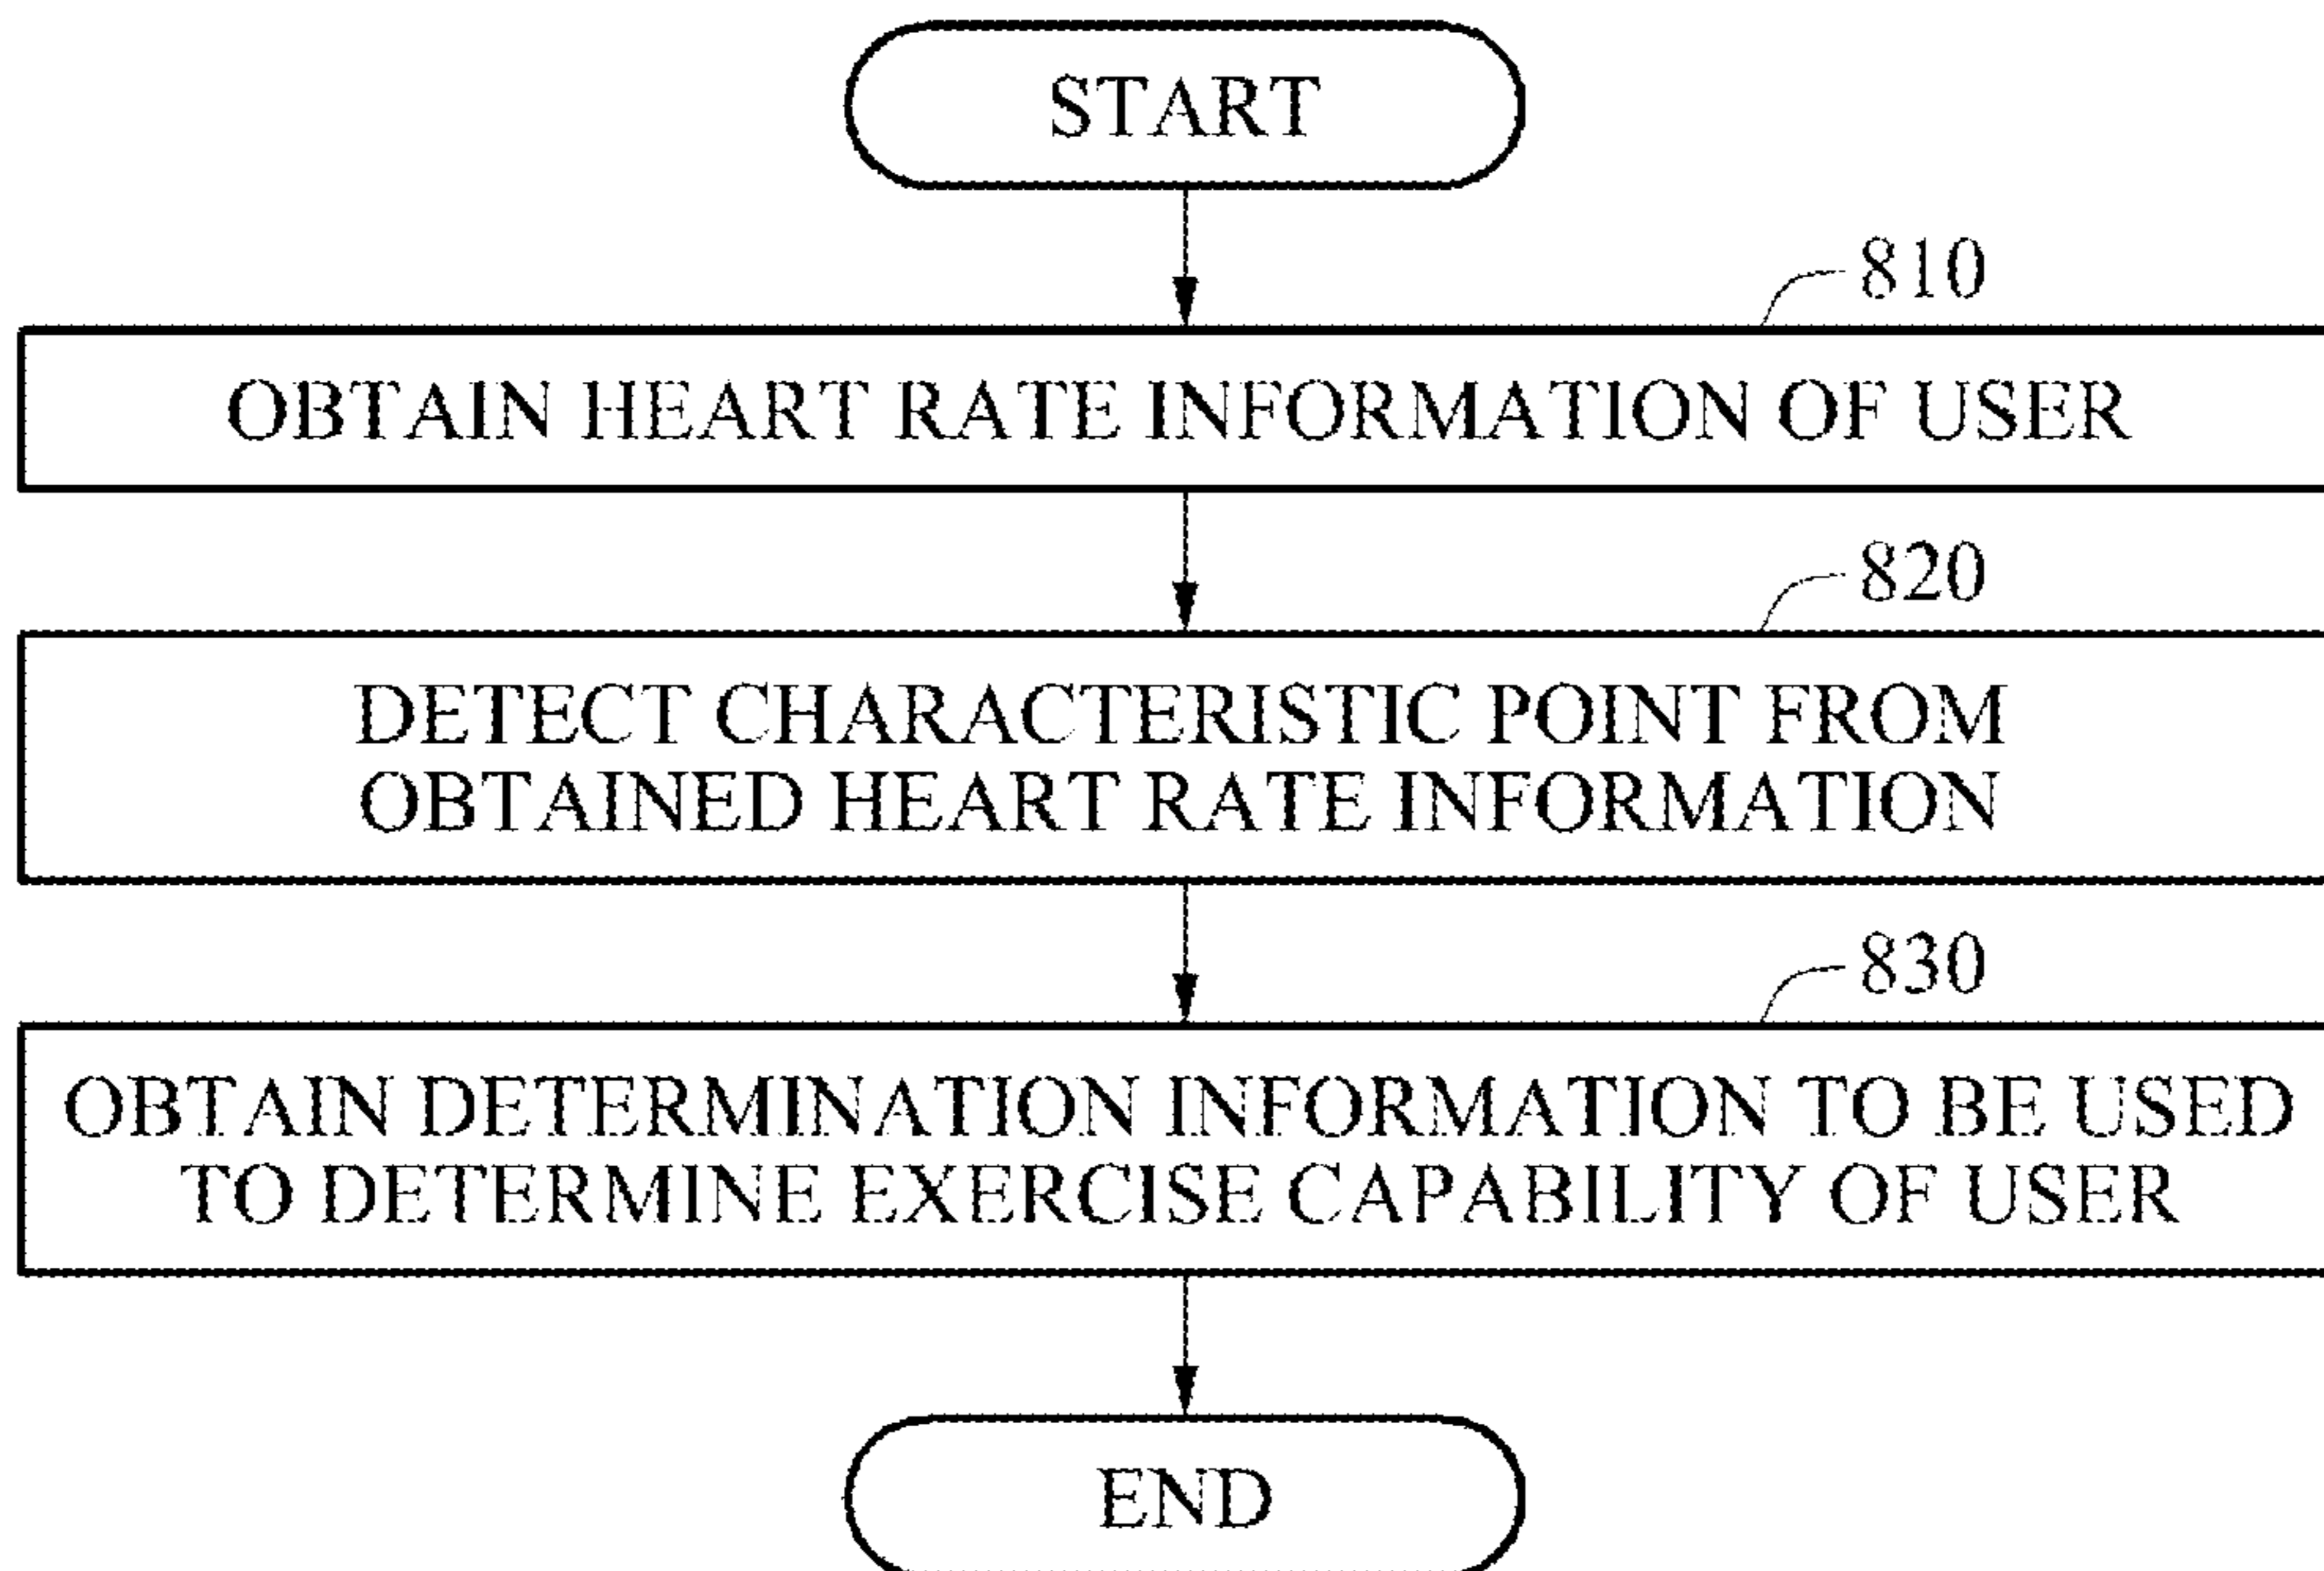 START
810
OBTAIN HEART RATE INFORMATION OF USER
820
DETECT CHARACTERISTIC POINT FROM
OBTAINED HEART RATE INFORMATION
830
OBTAIN DETERMINATION INFORMATION TO BE USED
TO DETERMINE EXERCISE CAPABILITY OF USER
END